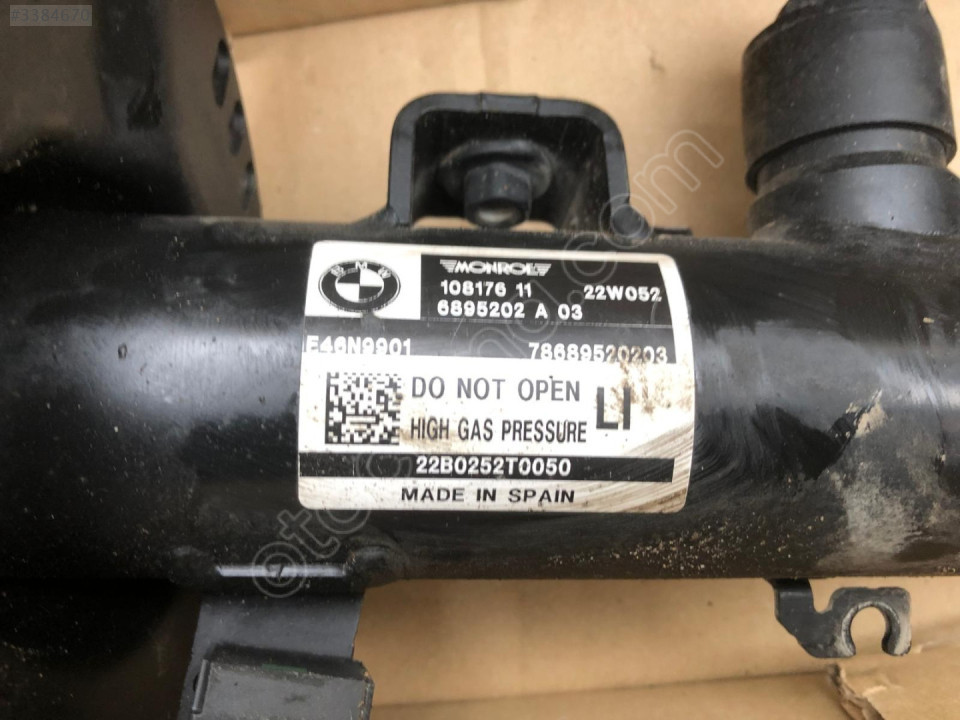 #3384670
BMW
MONROE
108176 11 22W052
6895202 A 03
E46N9901 78689520203
DO NOT OPEN LI
HIGH GAS PRESSURE
22B0252T0050
MADE IN SPAIN